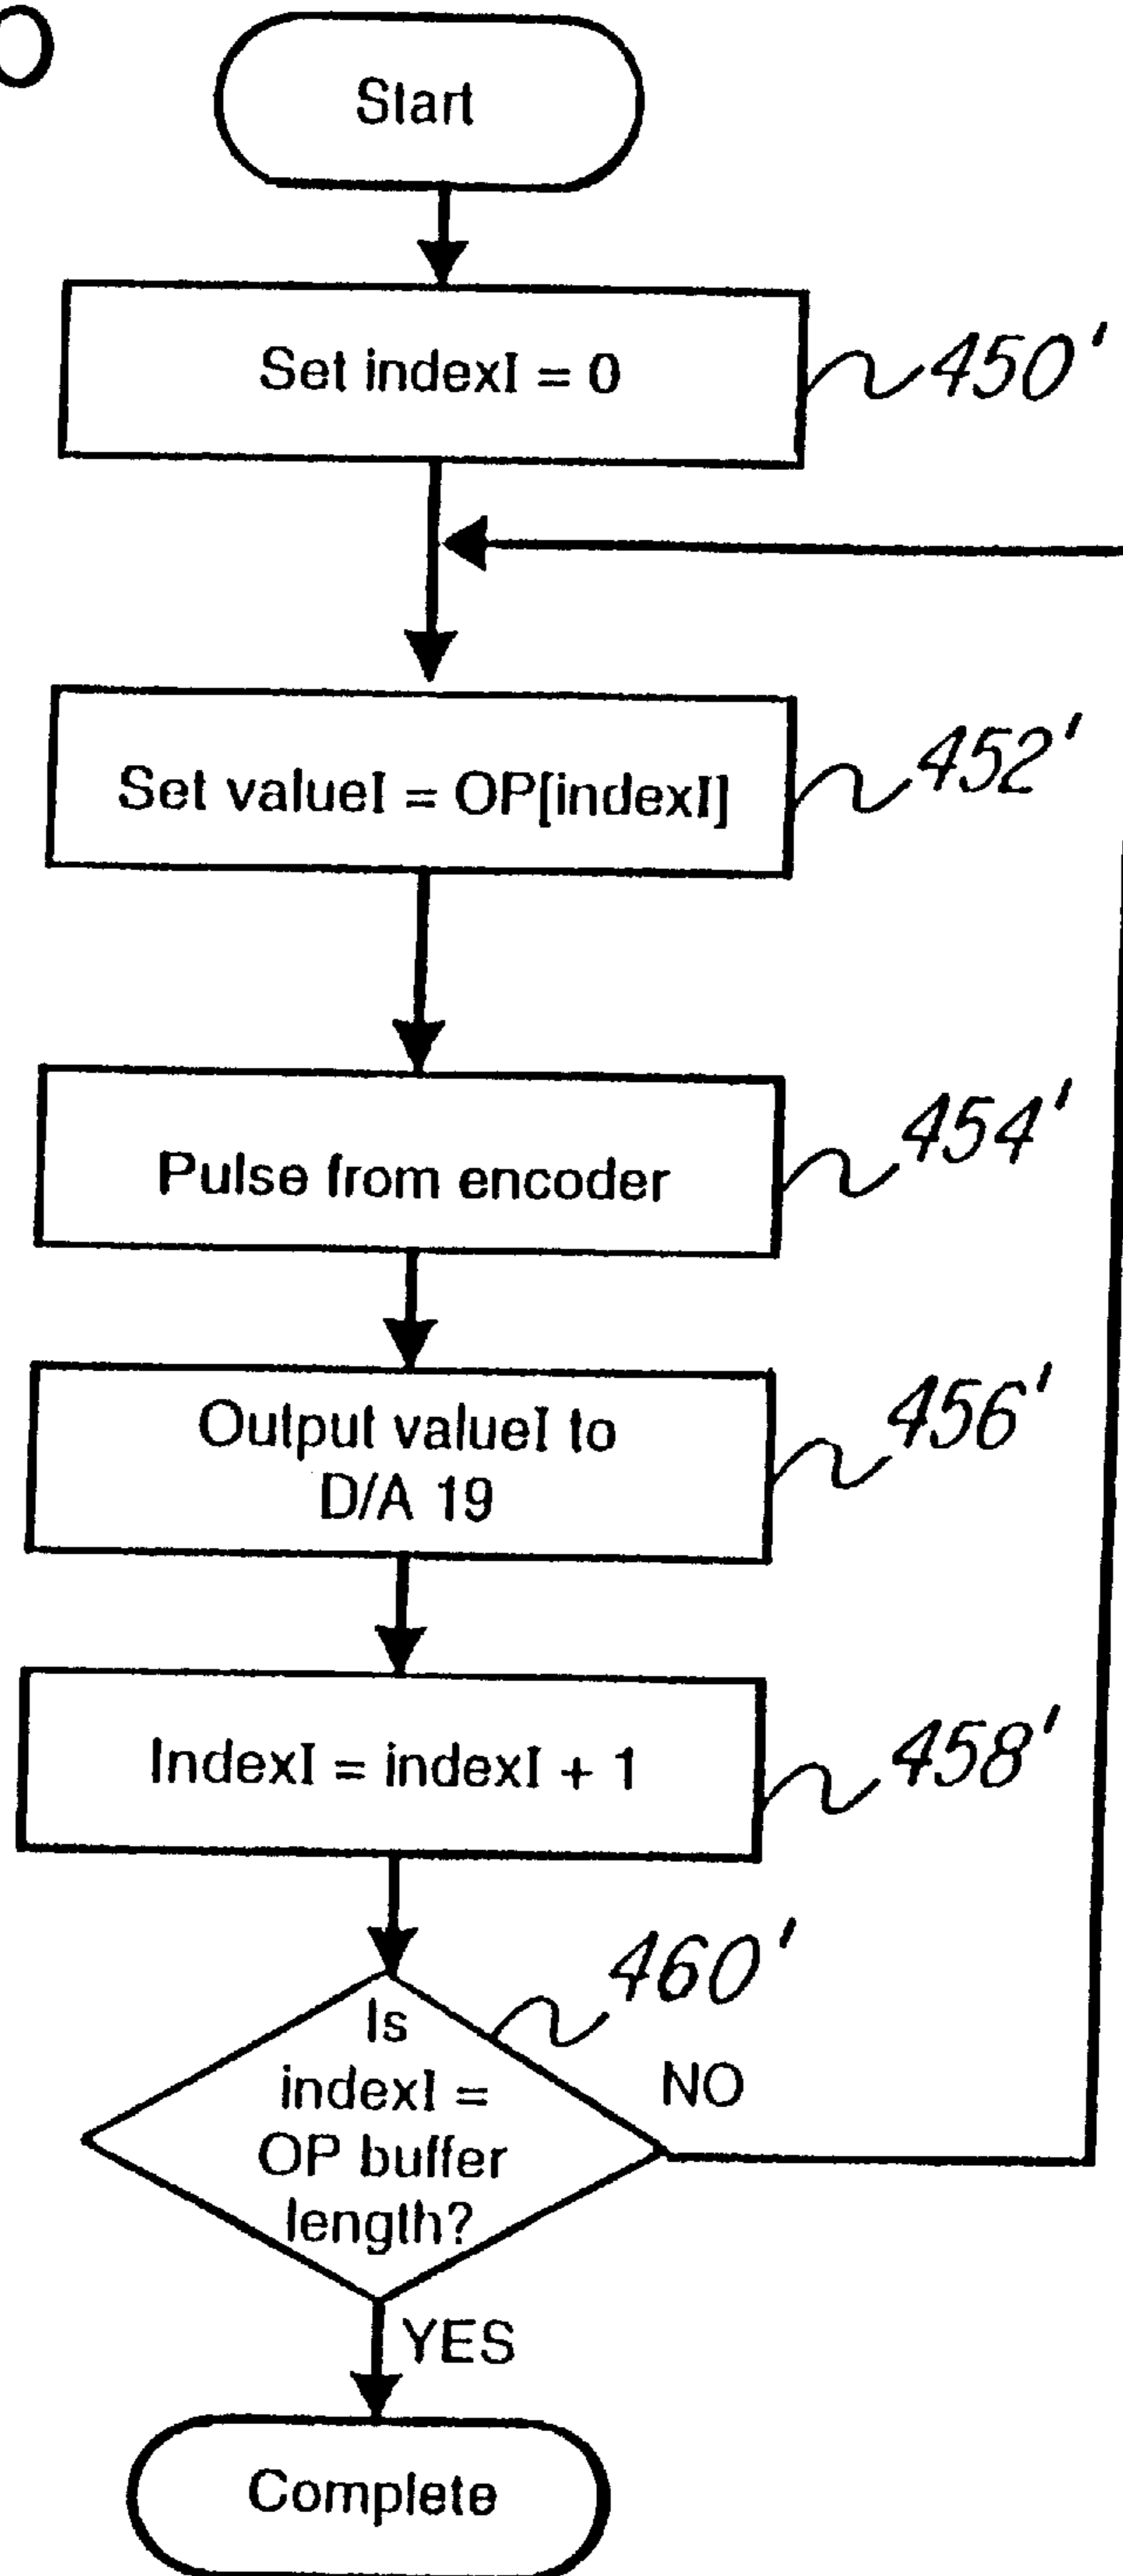 Start
Set indexI = 0
450'
Set valueI = OP[indexI]
452'
Pulse from encoder
454'
Output valueI to
D/A 19
456'
IndexI = indexI + 1
458'
460'
Is
indexI =
OP buffer
length?
NO
YES
Complete